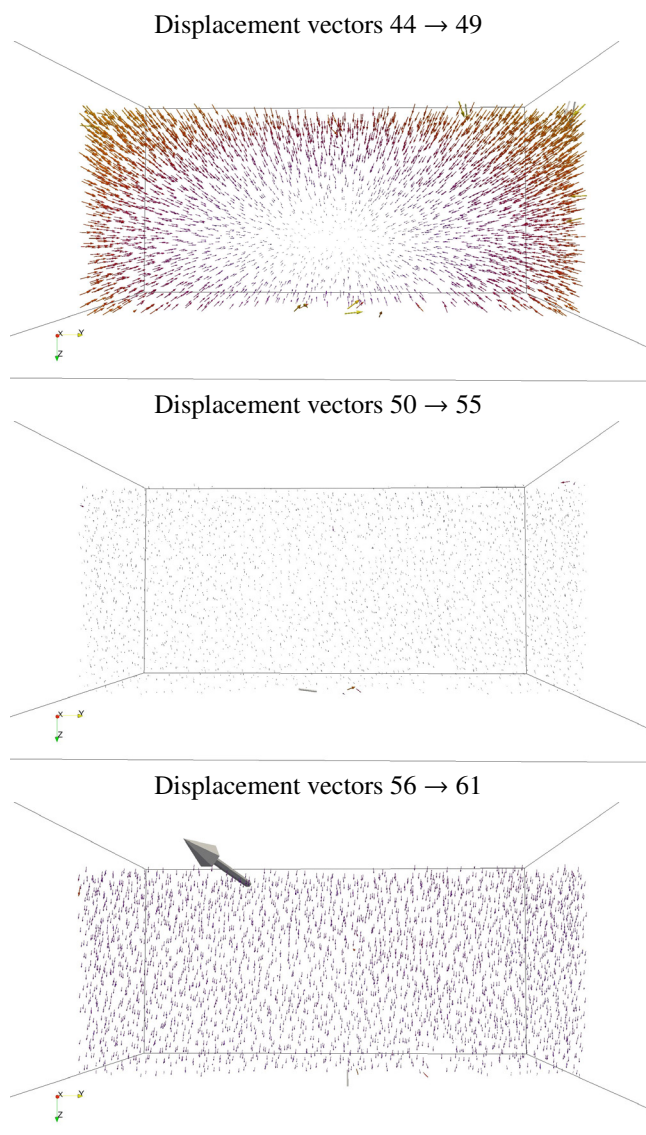 Displacement vectors 44 → 49
X Y
Z
Displacement vectors 50 → 55
X Y
Z
Displacement vectors 56 → 61
X Y
Z